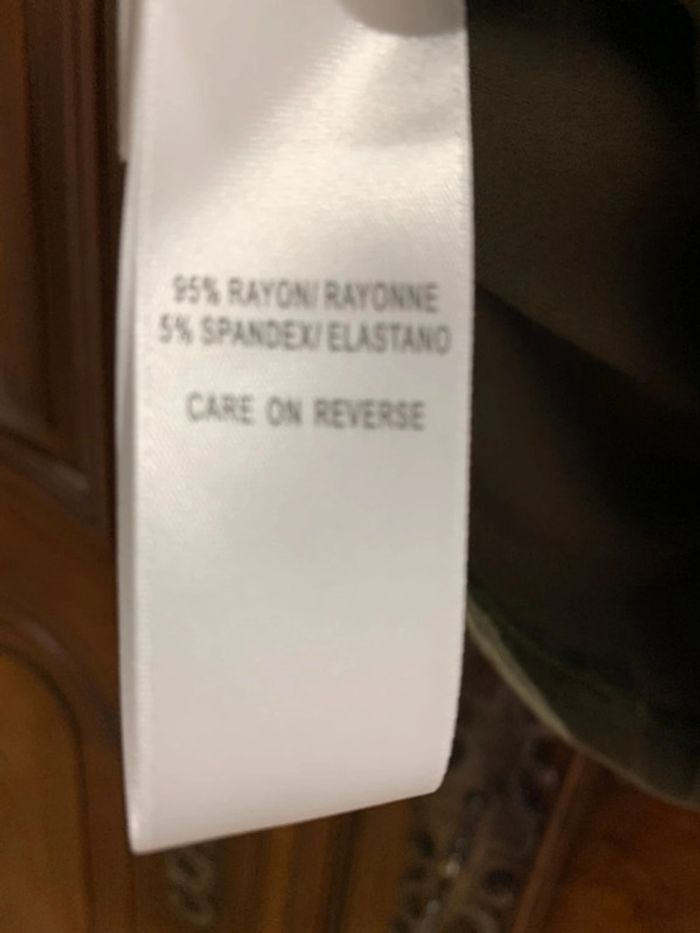 95% RAYON/ RAYONNE
5% SPANDEX/ ELASTANO
CARE ON REVERSE